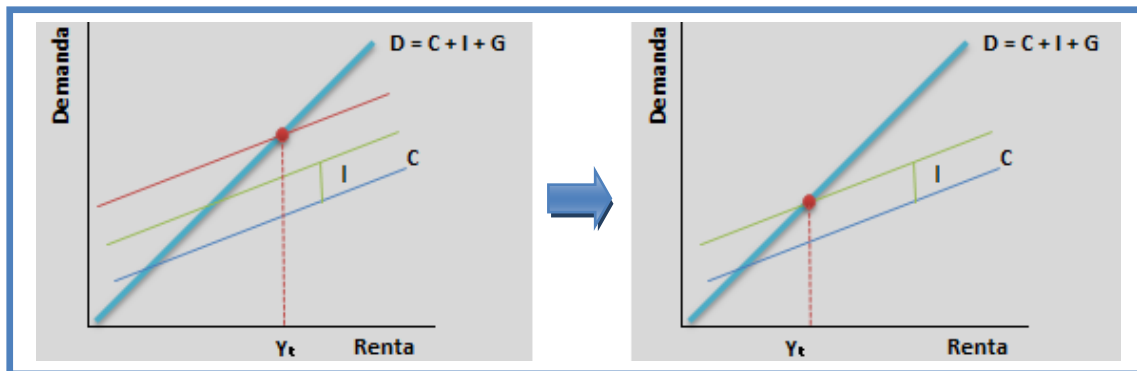 D = C + I + G
Demanda
C
I
Yt
Renta
D = C + I + G
Demanda
C
I
Yt
Renta